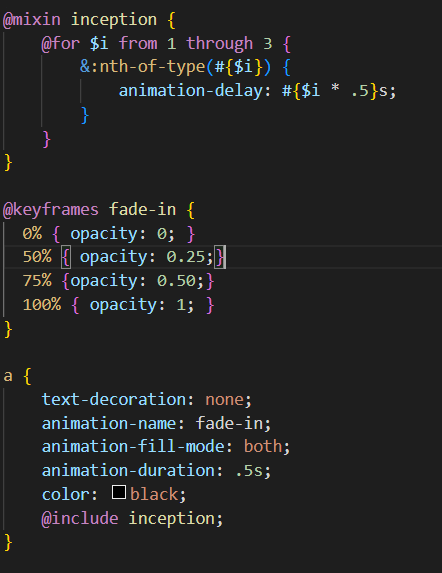 @mixin inception {
    @for $i from 1 through 3 {
        &:nth-of-type(#{$i}) {
            animation-delay: #{$i * .5}s;
        }
    }
}

@keyframes fade-in {
  0% { opacity: 0; }
  50% { opacity: 0.25;}
  75% {opacity: 0.50;}
  100% { opacity: 1; }
}

a {
    text-decoration: none;
    animation-name: fade-in;
    animation-fill-mode: both;
    animation-duration: .5s;
    color: black;
    @include inception;
}